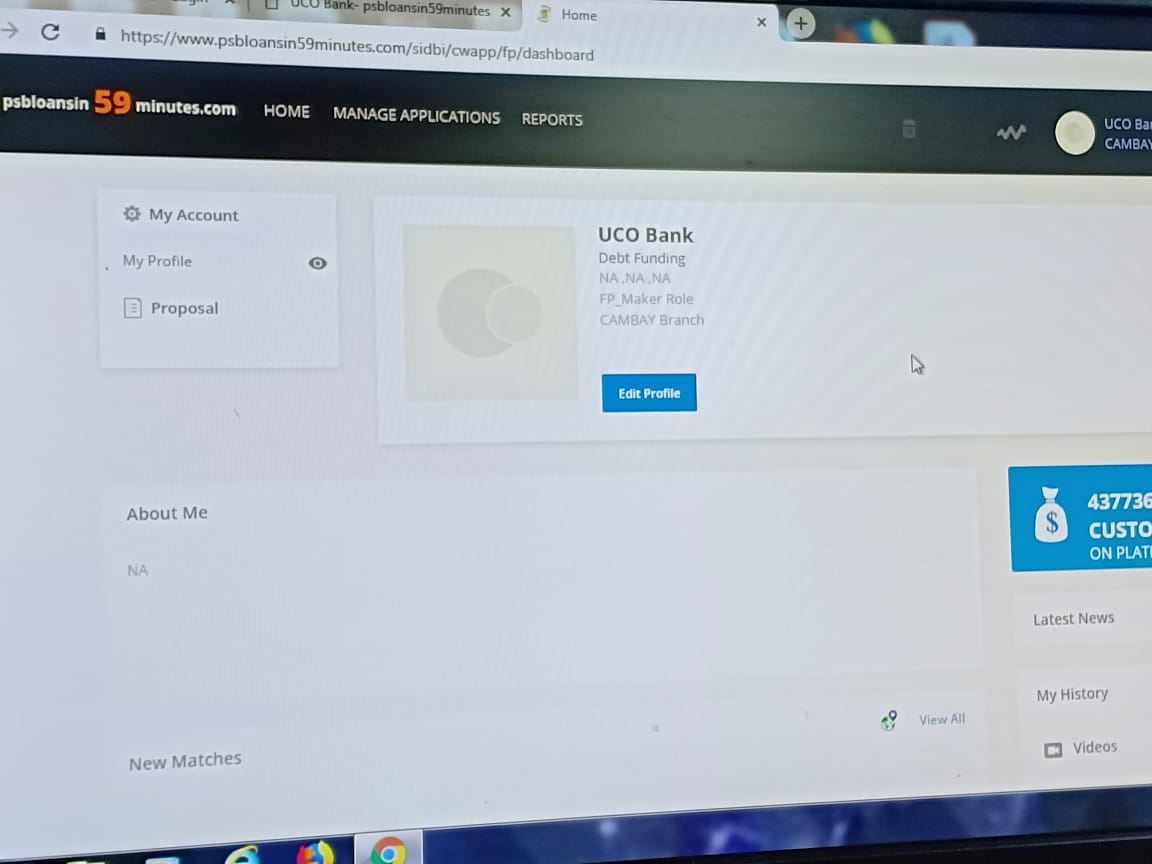 UCO Bank- psbloansin59minutes
Home
https://www.psbloansin59minutes.com/sidbi/cwapp/fp/dashboard
psbloansin 59 minutes.com
HOME
MANAGE APPLICATIONS
REPORTS
UCO Ba
CAMBAY
My Account
My Profile
Proposal
UCO Bank
Debt Funding
NA ,NA ,NA
FP_Maker Role
CAMBAY Branch
Edit Profile
About Me
NA
437736
CUSTO
ON PLAT
Latest News
My History
Videos
View All
New Matches